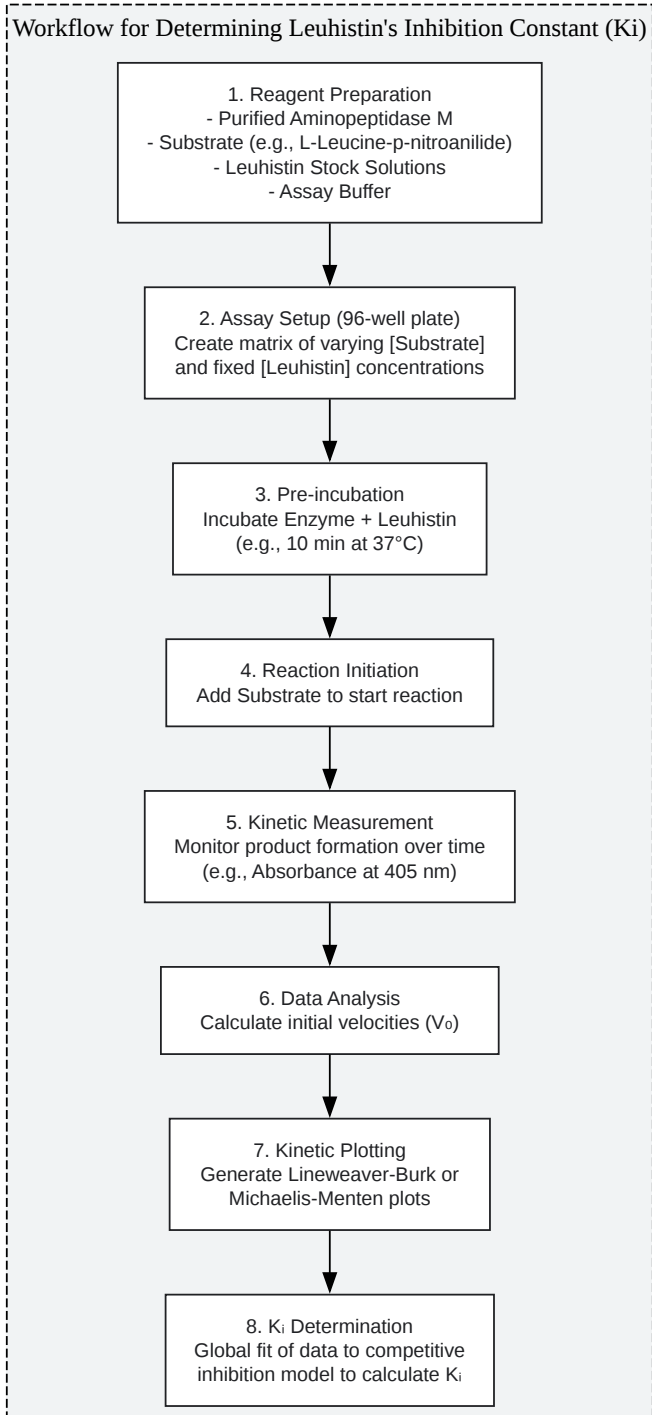 Workflow for Determining Leuhistin's Inhibition Constant (Ki)
1. Reagent Preparation
- Purified Aminopeptidase M
- Substrate (e.g., L-Leucine-p-nitroanilide)
- Leuhistin Stock Solutions
- Assay Buffer
2. Assay Setup (96-well plate)
Create matrix of varying [Substrate]
and fixed [Leuhistin] concentrations
3. Pre-incubation
Incubate Enzyme + Leuhistin
(e.g., 10 min at 37°C)
4. Reaction Initiation
Add Substrate to start reaction
5. Kinetic Measurement
Monitor product formation over time
(e.g., Absorbance at 405 nm)
6. Data Analysis
Calculate initial velocities (V₀)
7. Kinetic Plotting
Generate Lineweaver-Burk or
Michaelis-Menten plots
8. Kᵢ Determination
Global fit of data to competitive
inhibition model to calculate Kᵢ